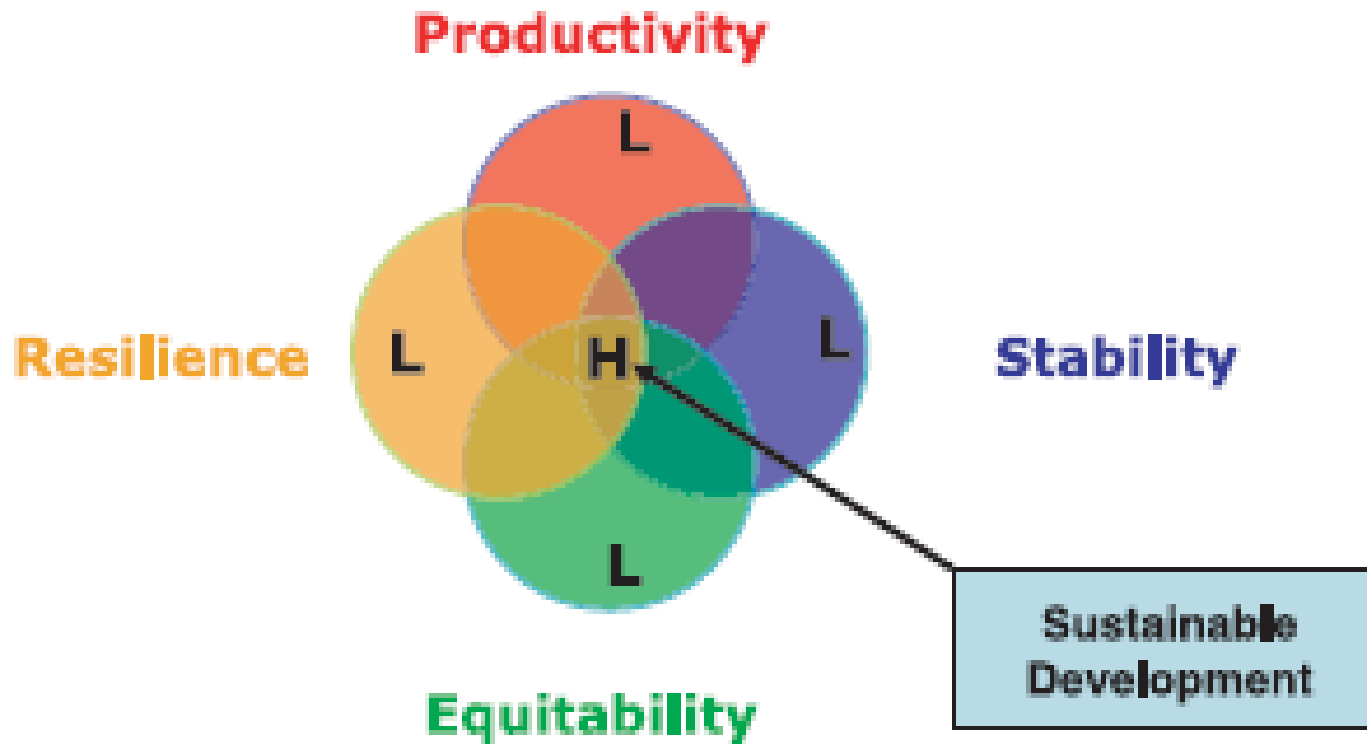 Productivity
L
Resilience
L
H
L
Stability
L
Equitability
Sustainable
Development